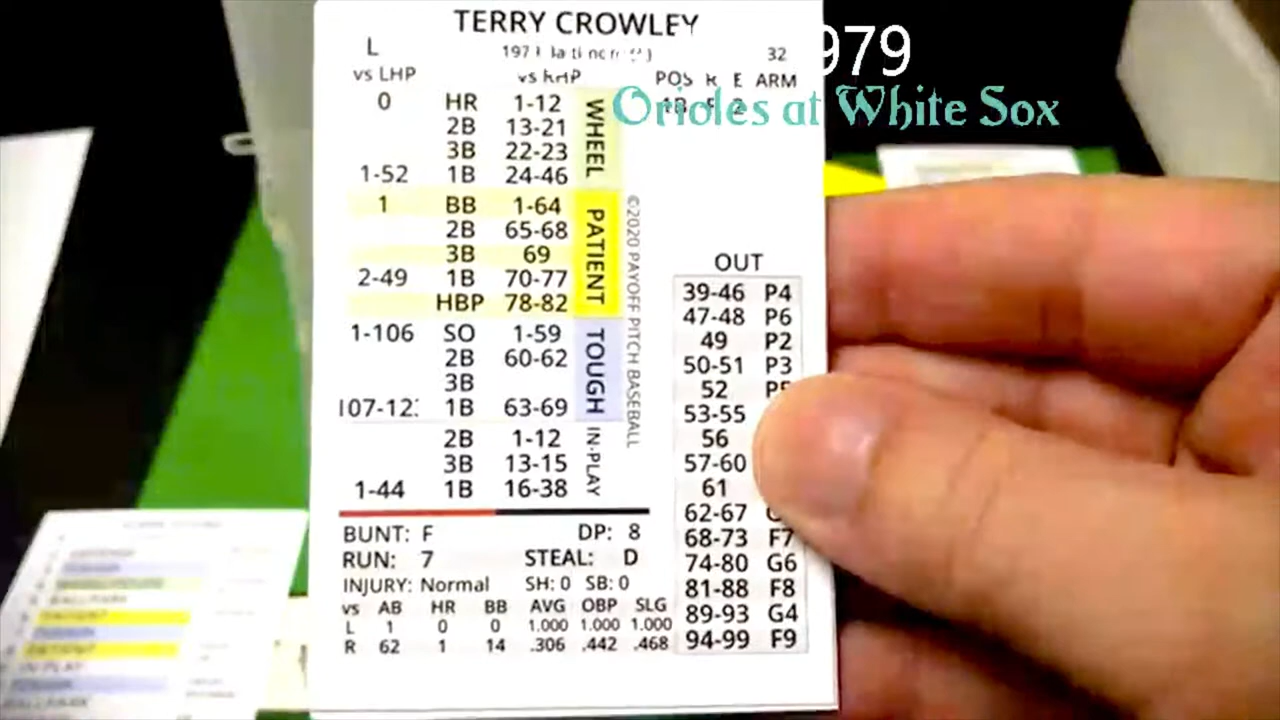 TERRY CROWLEY
L 32
979
vs LHP vs RHP POS R E ARM
Orioles at White Sox
0 HR 1-12
2B 13-21
3B 22-23
1-52 1B 24-46
WHEEL
1 BB 1-64
2B 65-68
3B 69
2-49 1B 70-77
HBP 78-82
PATIENT
1-106 SO 1-59
2B 60-62
3B
1B 63-69
TOUGH
2B 1-12
3B 13-15
1-44 1B 16-38
IN-PLAY
©2020 PAYOFF PITCH BASEBALL
OUT
39-46 P4
47-48 P6
49 P2
50-51 P3
52
53-55
56
57-60
61
62-67
68-73 F7
74-80 G6
81-88 F8
89-93 G4
94-99 F9
BUNT: F DP: 8
RUN: 7 STEAL: D
INJURY: Normal SH: 0 SB: 0
vs AB HR BB AVG OBP SLG
L 1 0 0 1.000 1.000 1.000
R 62 1 14 .306 .442 .468